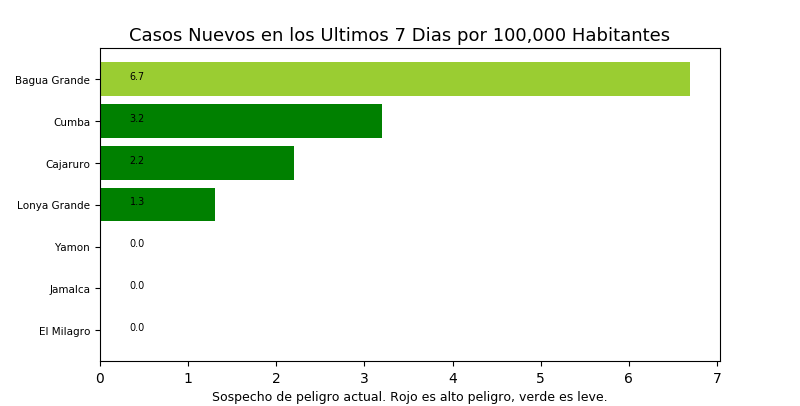 Casos Nuevos en los Ultimos 7 Dias por 100,000 Habitantes
Bagua Grande 6.7
Cumba 3.2
Cajaruro 2.2
Lonya Grande 1.3
Yamon 0.0
Jamalca 0.0
El Milagro 0.0
0 1 2 3 4 5 6 7
Sospecho de peligro actual. Rojo es alto peligro, verde es leve.